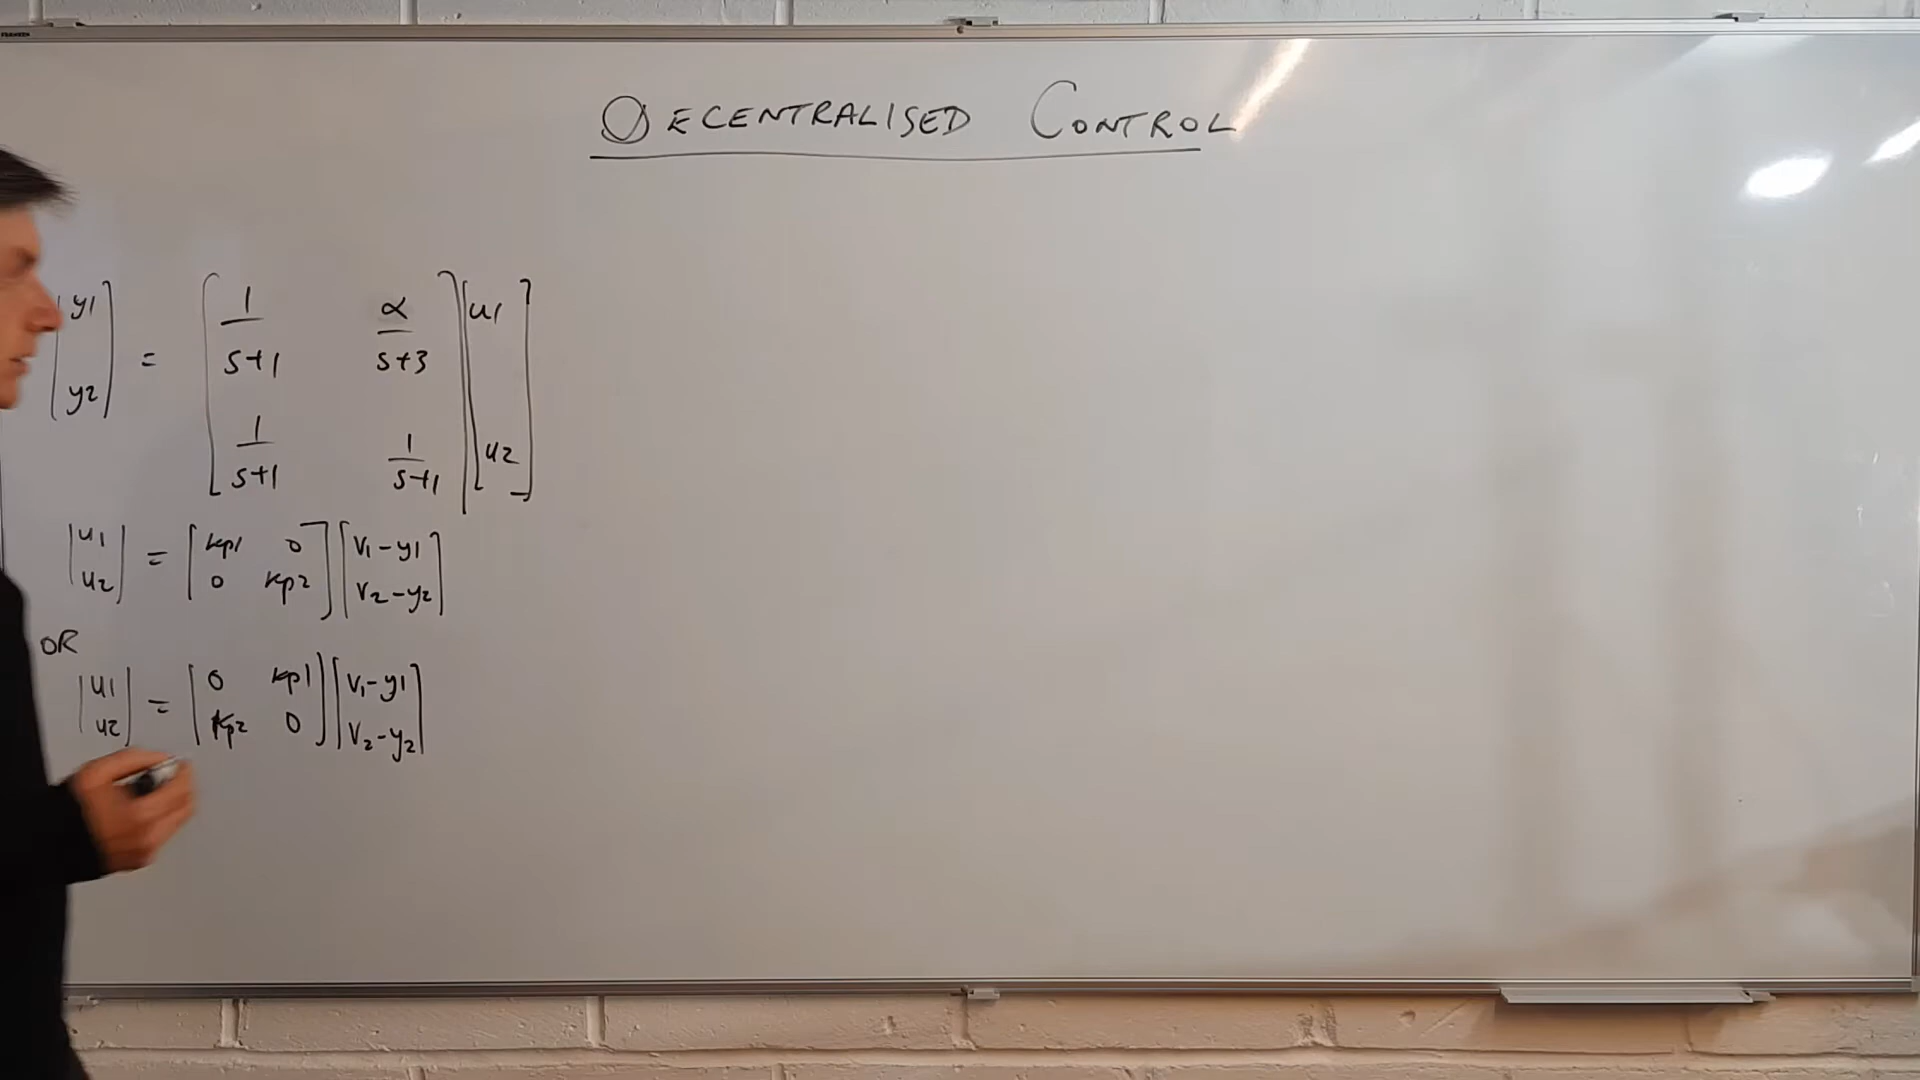 DECENTRALISED CONTROL
[y1 y2] = [1/(s+1) α/(s+3) 1/(s+1) 1/(s+1)] [u1 u2]
[u1 u2] = [kp1 0 0 kp2] [v1-y1 v2-y2]
OR
[u1 u2] = [0 kp1 kp2 0] [v1-y1 v2-y2]